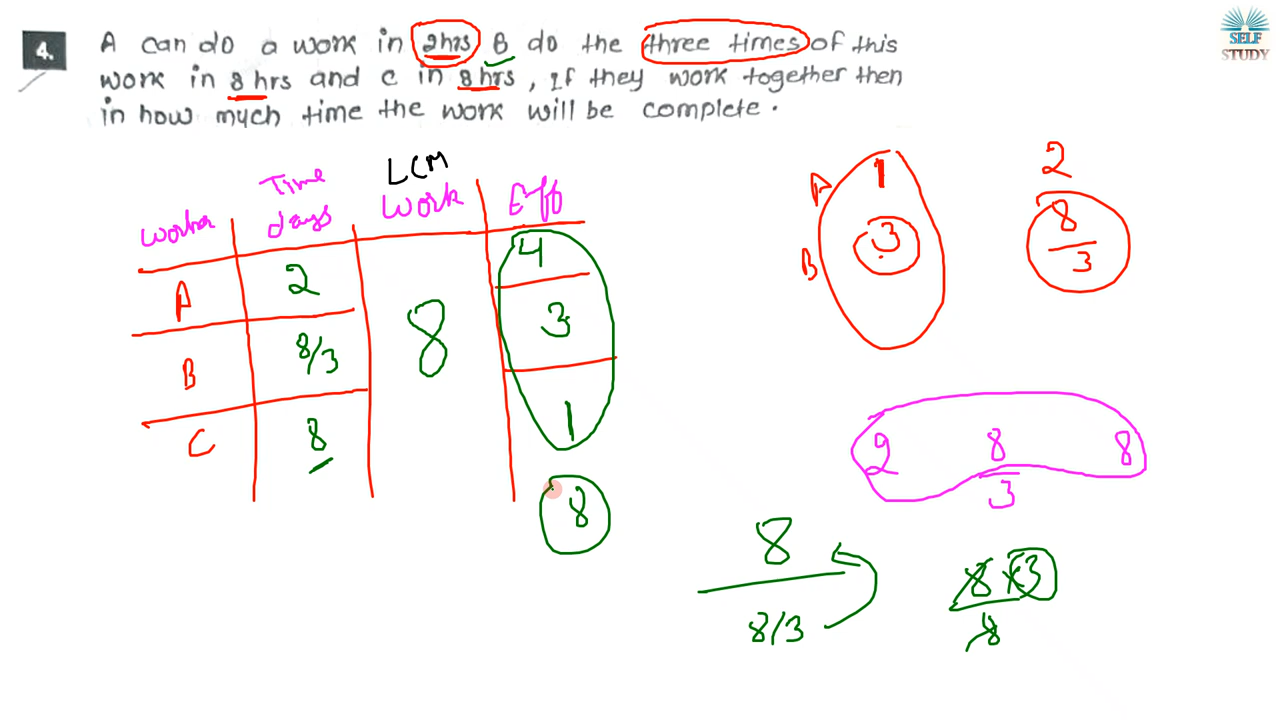 4.
A can do a work in 2hrs B do the three times of this
work in 8 hrs and c in 8 hrs, If they work together then
in how much time the work will be complete.
SELF
STUDY
Time
days
LCM
Work
Eff
A
2
8
4
B
8/3
3
C
8
1
8
A 1 2
B 3 8
3
2 8 8
3
8
8/3
8 × 3
8